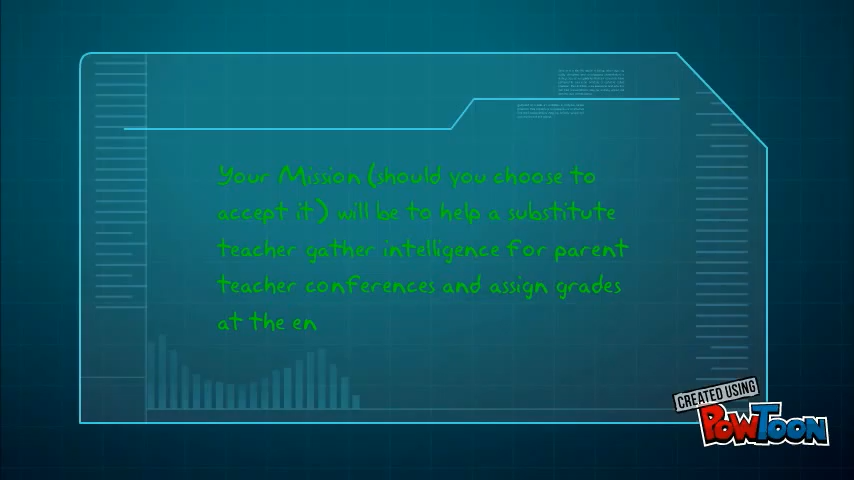 Your Mission (should you choose to
accept it) will be to help a substitute
teacher gather intelligence for parent
teacher conferences and assign grades
at the en
CREATED USING
POWTOON